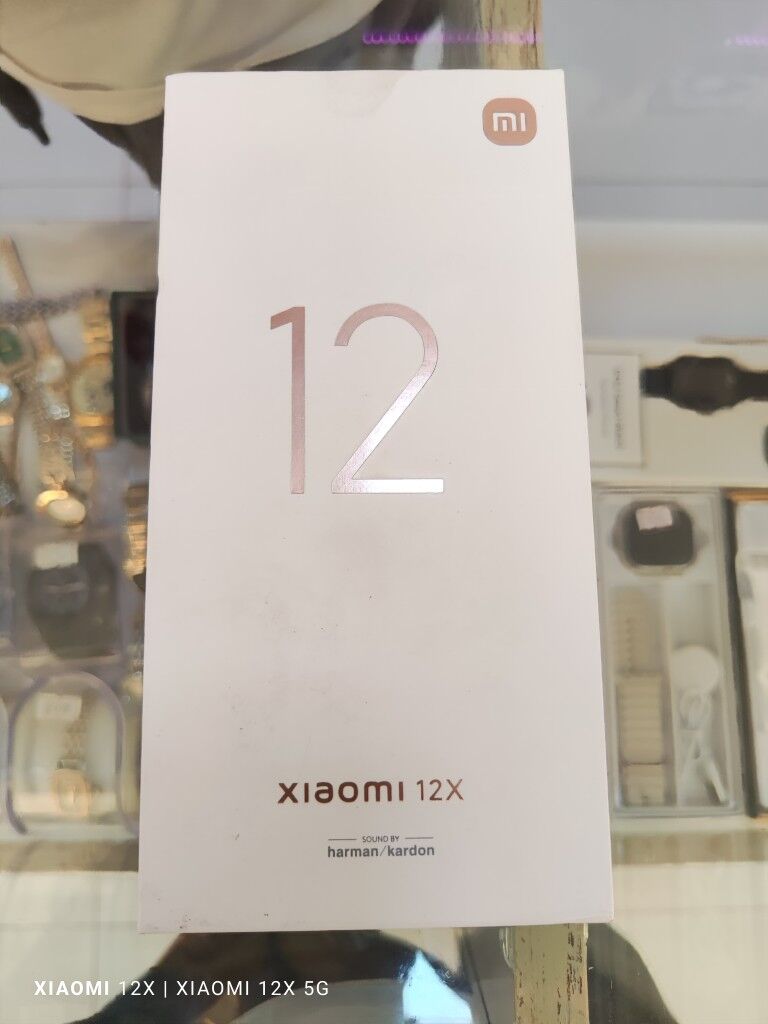 mi
12
xiaomi 12X
SOUND BY
harman/kardon
XIAOMI 12X | XIAOMI 12X 5G